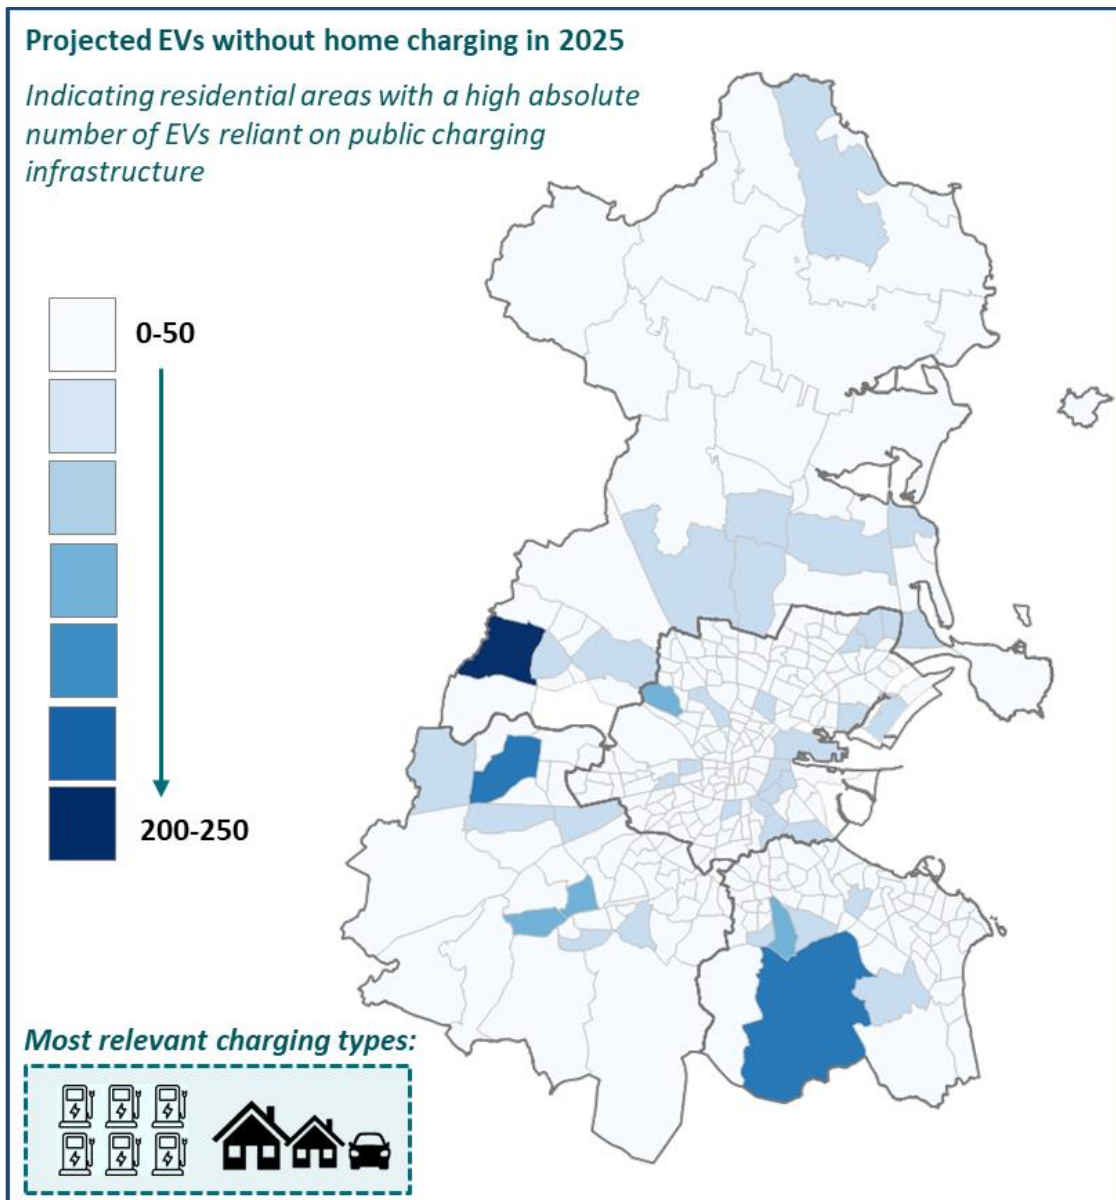 Projected EVs without home charging in 2025
Indicating residential areas with a high absolute
number of EVs reliant on public charging
infrastructure
0-50
200-250
Most relevant charging types: